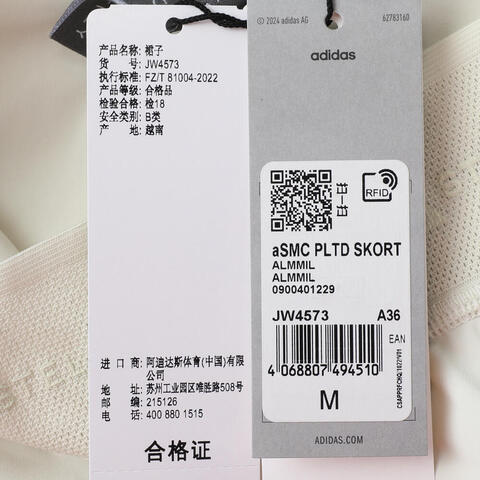 产品名称: 裙子
货 号: JW4573
执行标准: FZ/T 81004-2022
产品等级: 合格品
检验合格: 检18
安全类别: B类
产 地: 越南
进 口 商: 阿迪达斯体育(中国)有限
公司
地 址: 苏州工业园区唯胜路508号
邮 编: 215126
电 话: 400 880 1515
合格证
© 2024 adidas AG
62783160
adidas
RFID
aSMC PLTD SKORT
ALMMIL
ALMMIL
0900401229
JW4573 A36
EAN
4 068807 494510
M
ADIDAS.COM